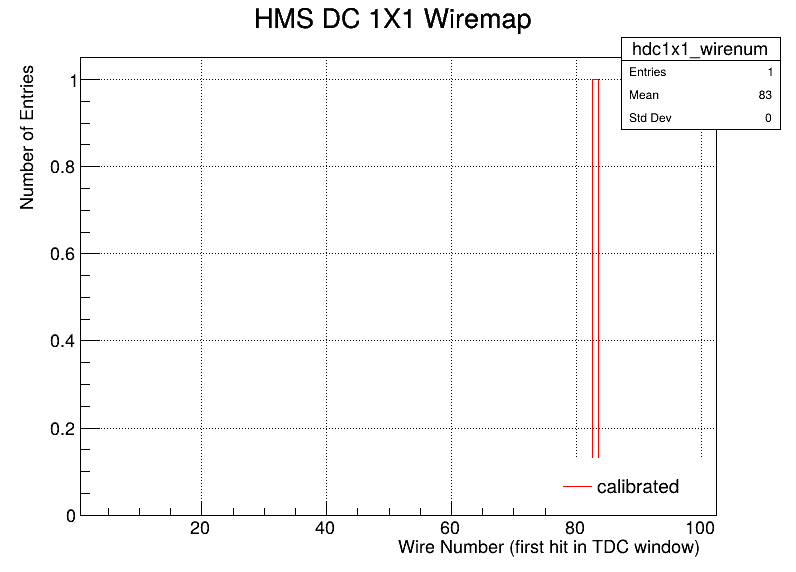 HMS DC 1X1 Wiremap
hdc1x1_wirenum
Entries 1
Mean 83
Std Dev 0
Number of Entries
1
0.8
0.6
0.4
0.2
0
calibrated
20 40 60 80 100
Wire Number (first hit in TDC window)